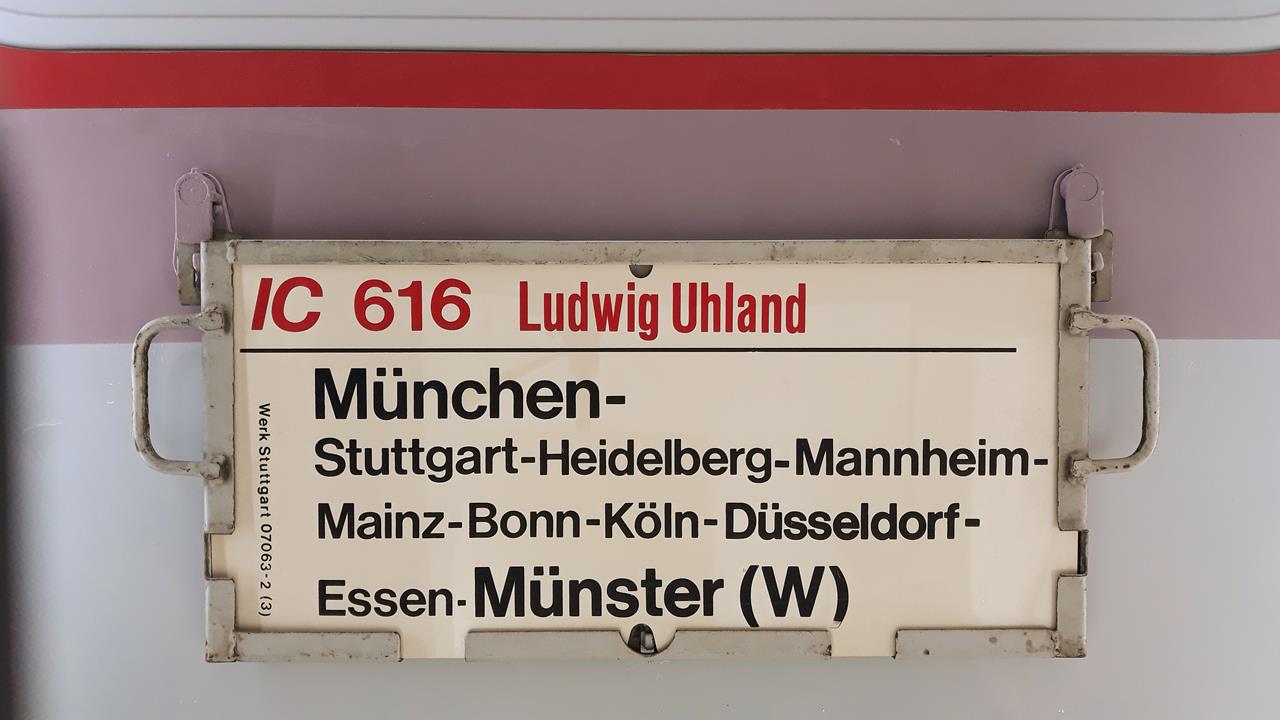 IC 616 Ludwig Uhland
München-
Stuttgart-Heidelberg-Mannheim-
Mainz-Bonn-Köln-Düsseldorf-
Essen-Münster (W)
Werk Stuttgart 07063-2 (3)